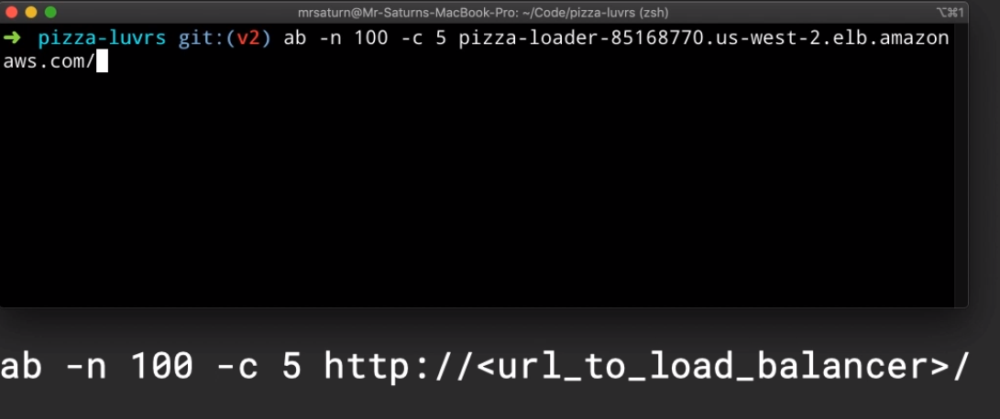 mrsaturn@Mr-Saturns-MacBook-Pro: ~/Code/pizza-luvrs (zsh) ⌥⌘1
➜ pizza-luvrs git:(v2) ab -n 100 -c 5 pizza-loader-85168770.us-west-2.elb.amazon
aws.com/
ab -n 100 -c 5 http://<url_to_load_balancer>/